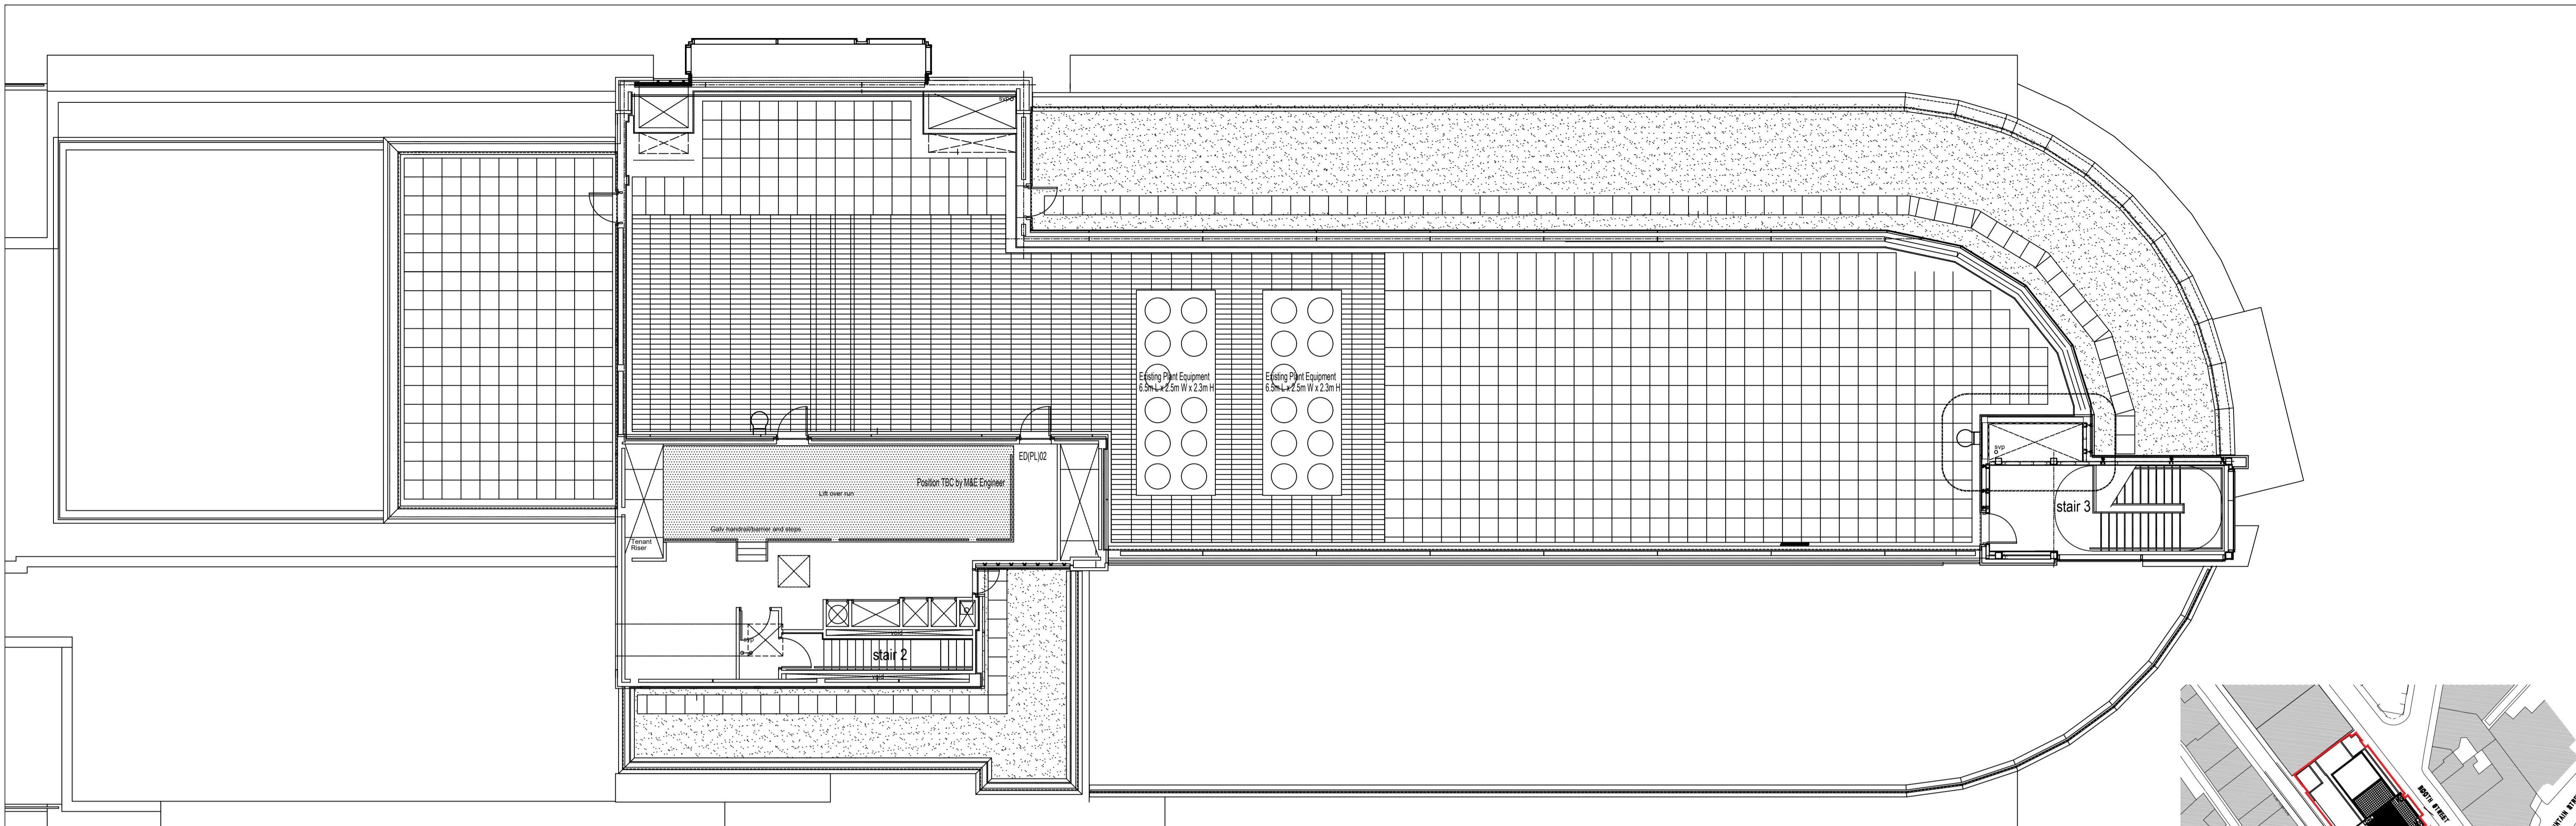 svp
Existing Plant Equipment
6.5m L x 2.5m W x 2.3m H
Existing Plant Equipment
6.5m L x 2.5m W x 2.3m H
ED(PL)02
svp
Position TBC by M&E Engineer
Lift over run
stair 3
Galv handrail/barrier and steps
Tenant
Riser
void
svp
stair 2
void
BOOTH STREET